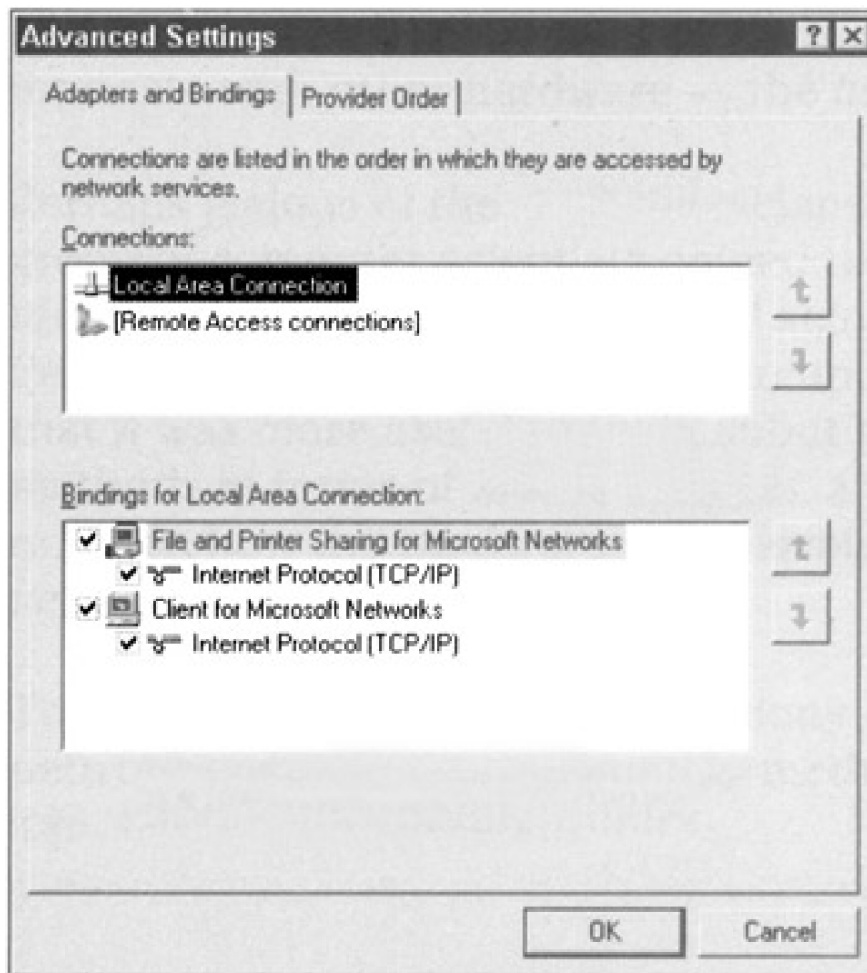 Advanced Settings
Adapters and Bindings
Provider Order
Connections are listed in the order in which they are accessed by
network services.
Connections:
Local Area Connection
[Remote Access connections]
Bindings for Local Area Connection:
File and Printer Sharing for Microsoft Networks
Internet Protocol (TCP/IP)
Client for Microsoft Networks
Internet Protocol (TCP/IP)
OK
Cancel